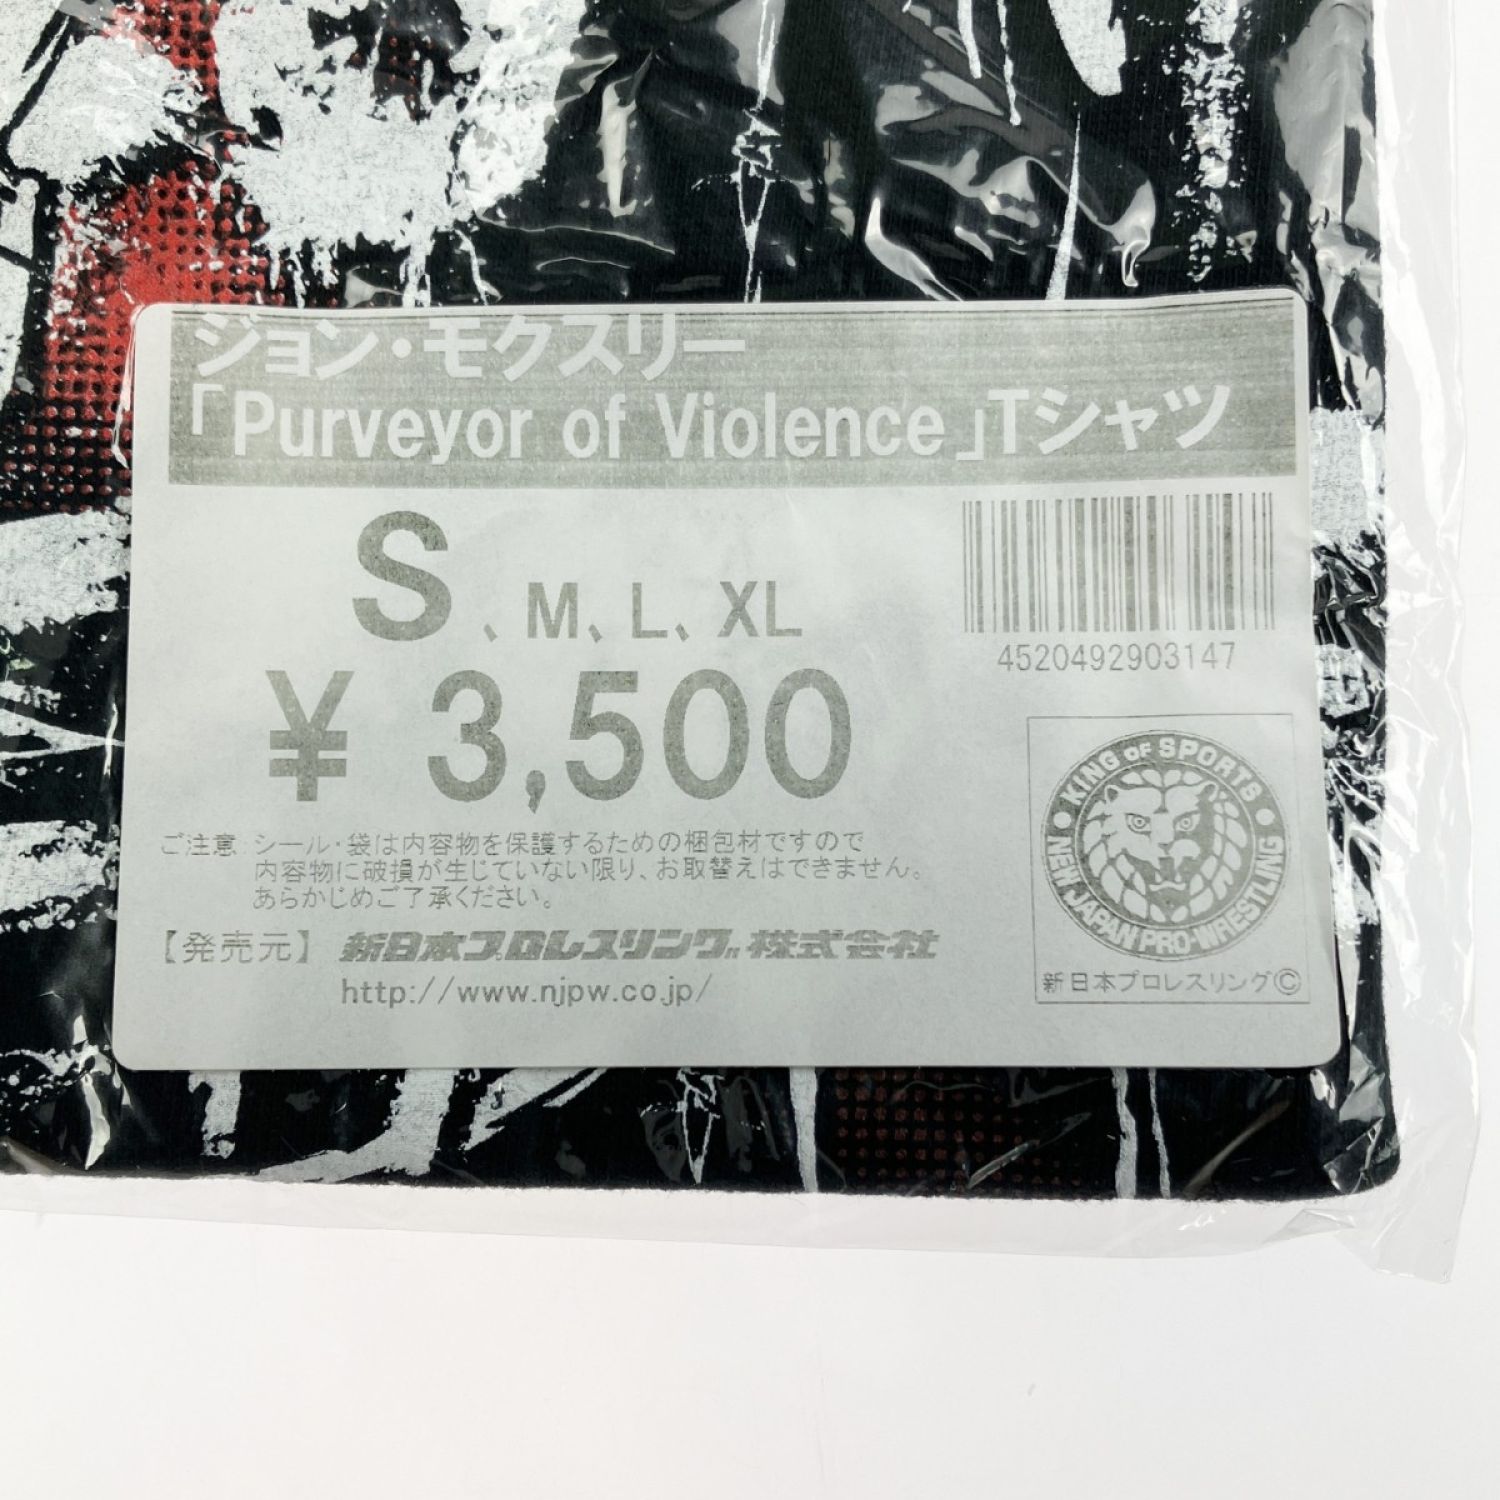 ジョン・モクスリー
「Purveyor of Violence」Tシャツ
S、M、L、XL
¥3,500
4520492903147
KING OF SPORTS
NEW JAPAN PRO-WRESTLING
新日本プロレスリング©
ご注意:シール・袋は内容物を保護するための梱包材ですので
内容物に破損が生じていない限り、お取替えはできません。
あらかじめご了承ください。
【発売元】 新日本プロレスリング株式会社
http://www.njpw.co.jp/